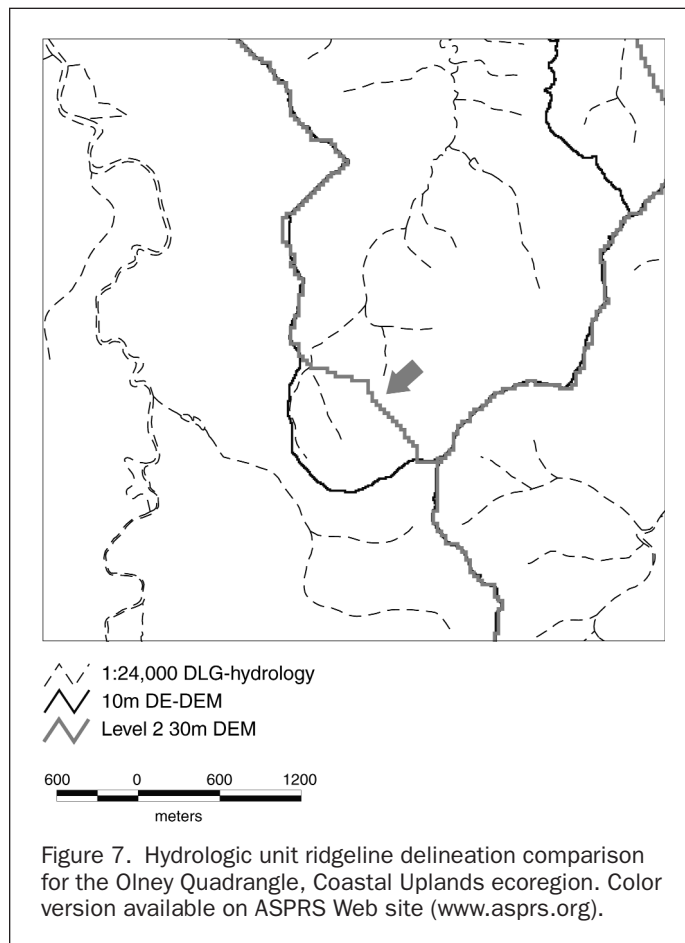 1:24,000 DLG-hydrology
10m DE-DEM
Level 2 30m DEM
600 0 600 1200
meters
Figure 7. Hydrologic unit ridgeline delineation comparison
for the Olney Quadrangle, Coastal Uplands ecoregion. Color
version available on ASPRS Web site (www.asprs.org).